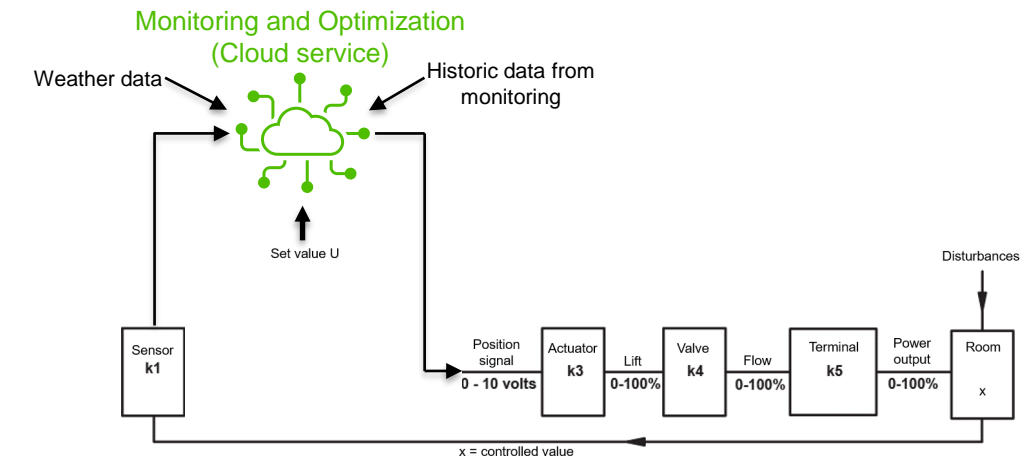 Monitoring and Optimization
(Cloud service)
Weather data
Historic data from
monitoring
Set value U
Disturbances
Sensor
k1
Position
signal
0 - 10 volts
Actuator
k3
Lift
0-100%
Valve
k4
Flow
0-100%
Terminal
k5
Power
output
0-100%
Room
x
x = controlled value